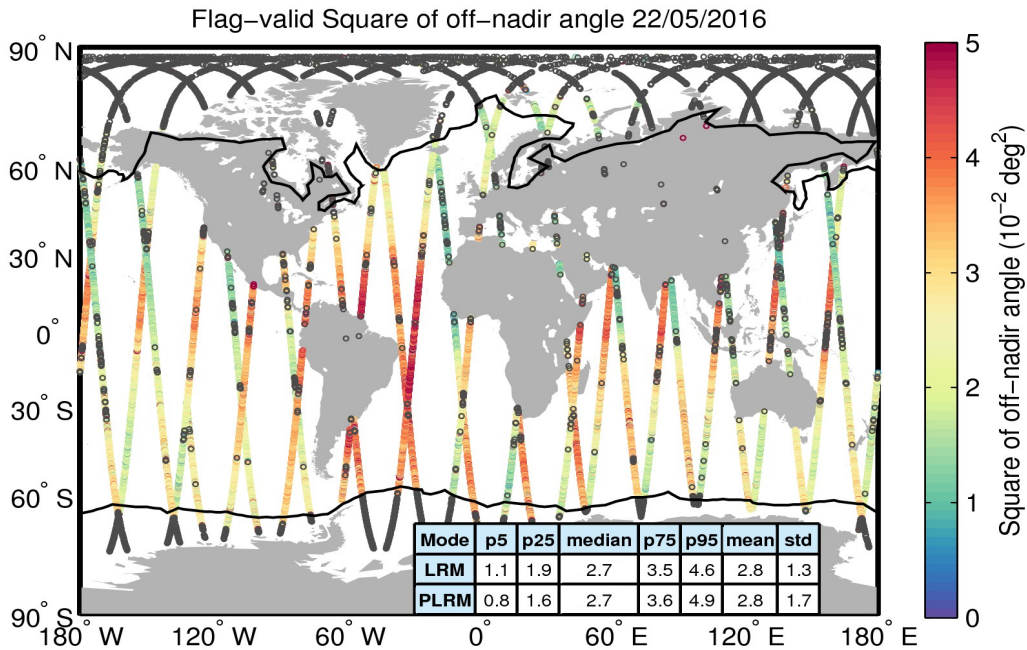 Flag-valid Square of off-nadir angle 22/05/2016
90° N
60° N
30° N
0°
30° S
60° S
90° S
180° W
120° W
60° W
0°
60° E
120° E
180° E
Mode p5 p25 median p75 p95 mean std
LRM 1.1 1.9 2.7 3.5 4.6 2.8 1.3
PLRM 0.8 1.6 2.7 3.6 4.9 2.8 1.7
5
4
3
2
1
0
Square of off-nadir angle (10⁻² deg²)